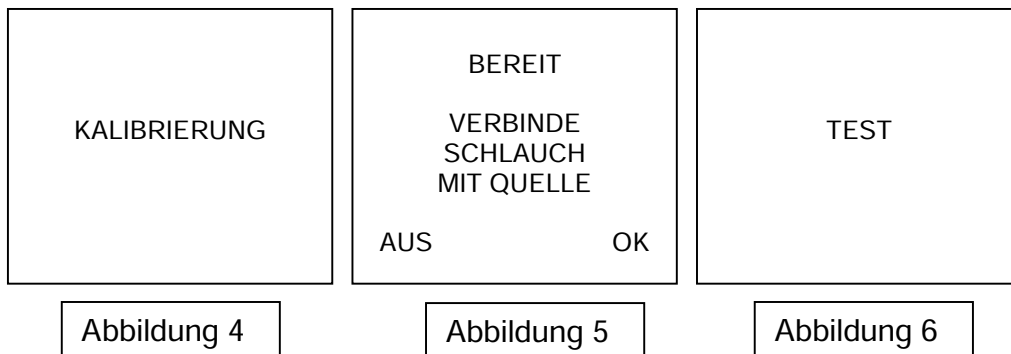 KALIBRIERUNG
BEREIT
VERBINDE
SCHLAUCH
MIT QUELLE
AUS OK
TEST
Abbildung 4
Abbildung 5
Abbildung 6